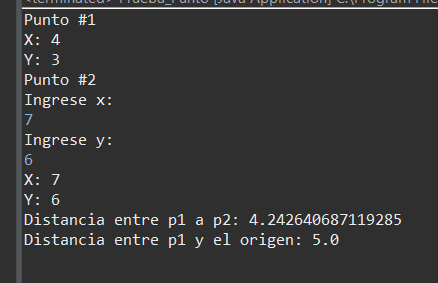 <terminated> Prueba_Punto [Java Application] C:\Program File
Punto #1
X: 4
Y: 3
Punto #2
Ingrese x:
7
Ingrese y:
6
X: 7
Y: 6
Distancia entre p1 a p2: 4.242640687119285
Distancia entre p1 y el origen: 5.0